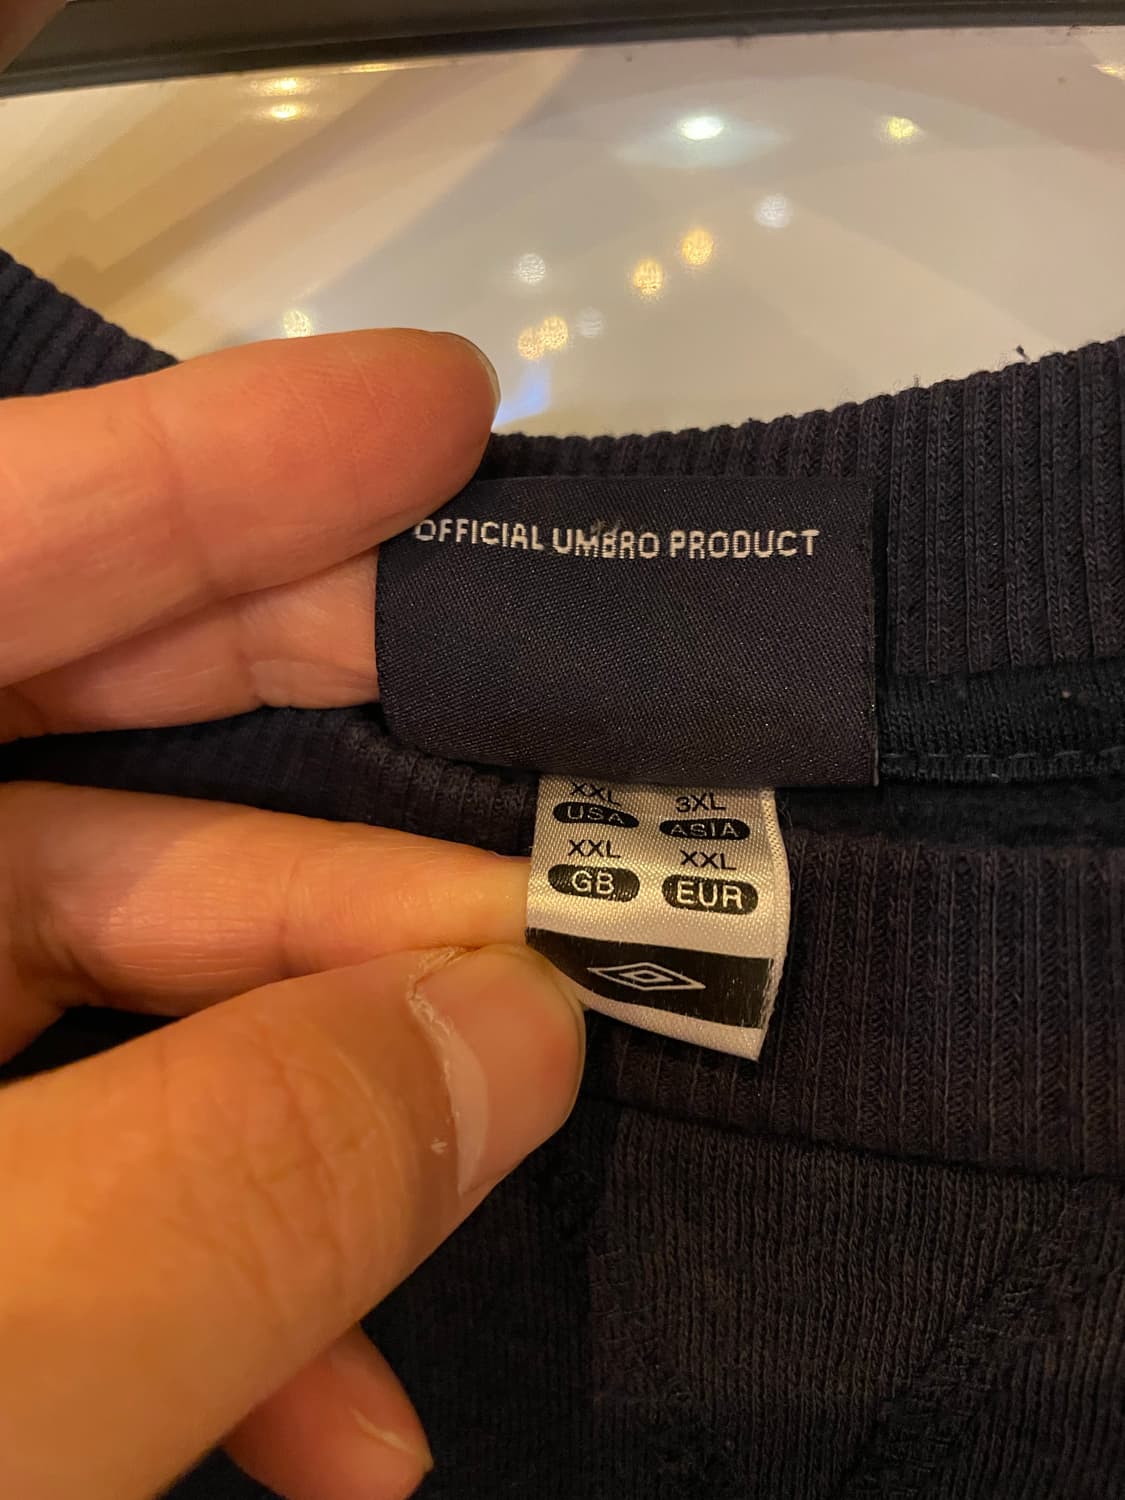 OFFICIAL UMBRO PRODUCT
XXL 3XL
USA ASIA
XXL XXL
GB EUR